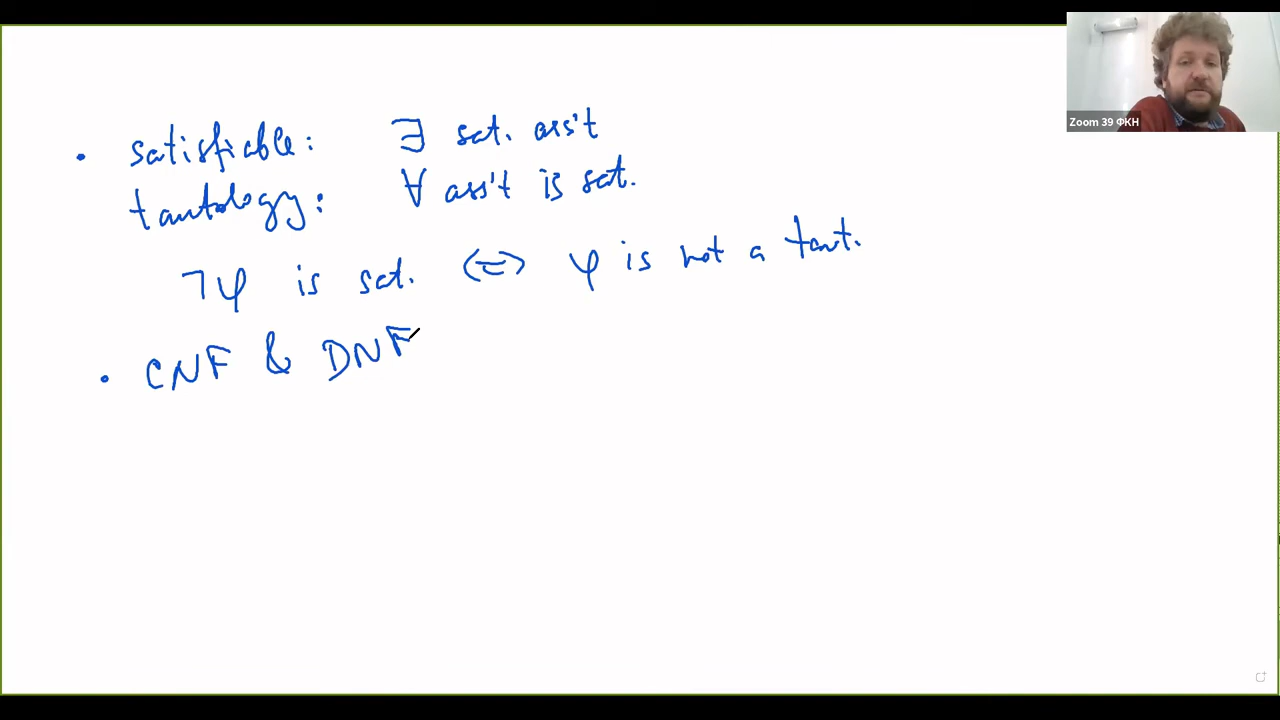 • satisfiable: ∃ sat. ass't
tautology: ∀ ass't is sat.
¬φ is sat. <=> φ is not a taut.
• CNF & DNF
Zoom 39 ФКН